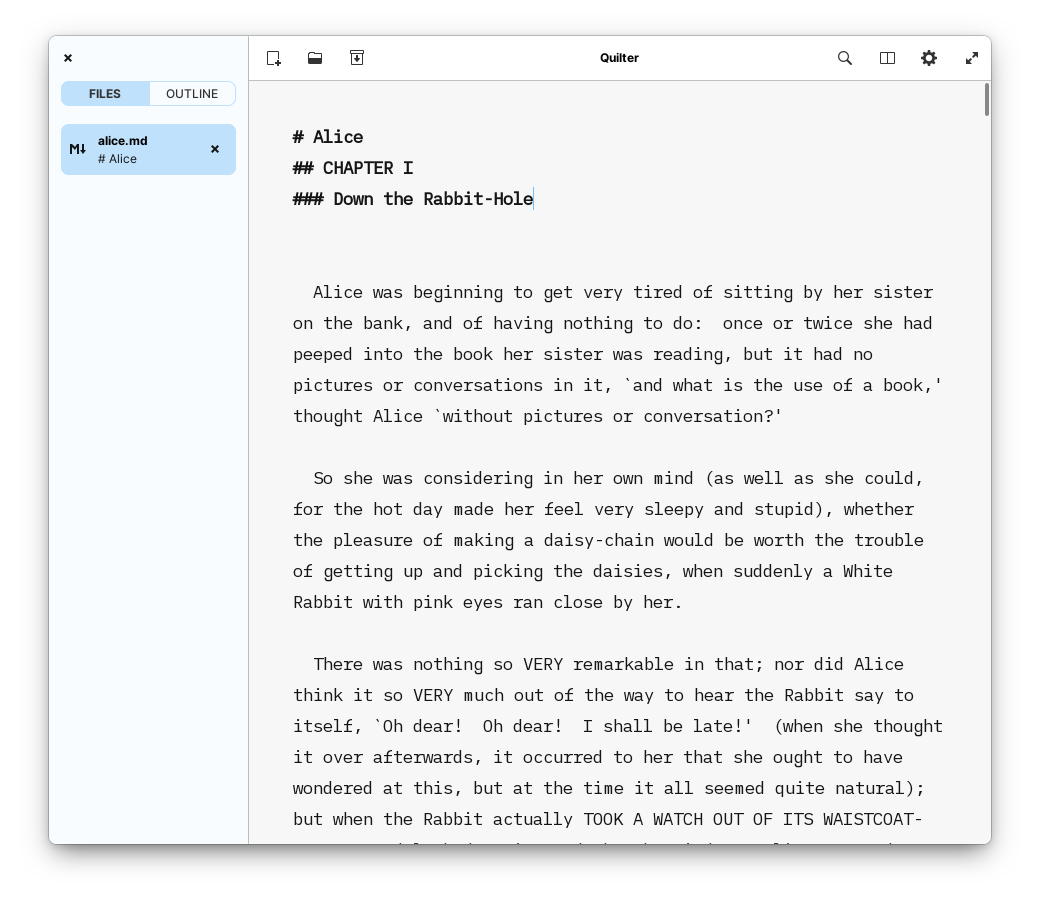 Quilter
FILES
OUTLINE
M
alice.md
# Alice
# Alice
## CHAPTER I
### Down the Rabbit-Hole
Alice was beginning to get very tired of sitting by her sister
on the bank, and of having nothing to do:  once or twice she had
peeped into the book her sister was reading, but it had no
pictures or conversations in it, `and what is the use of a book,'
thought Alice `without pictures or conversation?'
So she was considering in her own mind (as well as she could,
for the hot day made her feel very sleepy and stupid), whether
the pleasure of making a daisy-chain would be worth the trouble
of getting up and picking the daisies, when suddenly a White
Rabbit with pink eyes ran close by her.
There was nothing so VERY remarkable in that; nor did Alice
think it so VERY much out of the way to hear the Rabbit say to
itself, `Oh dear!  Oh dear!  I shall be late!'  (when she thought
it over afterwards, it occurred to her that she ought to have
wondered at this, but at the time it all seemed quite natural);
but when the Rabbit actually TOOK A WATCH OUT OF ITS WAISTCOAT-